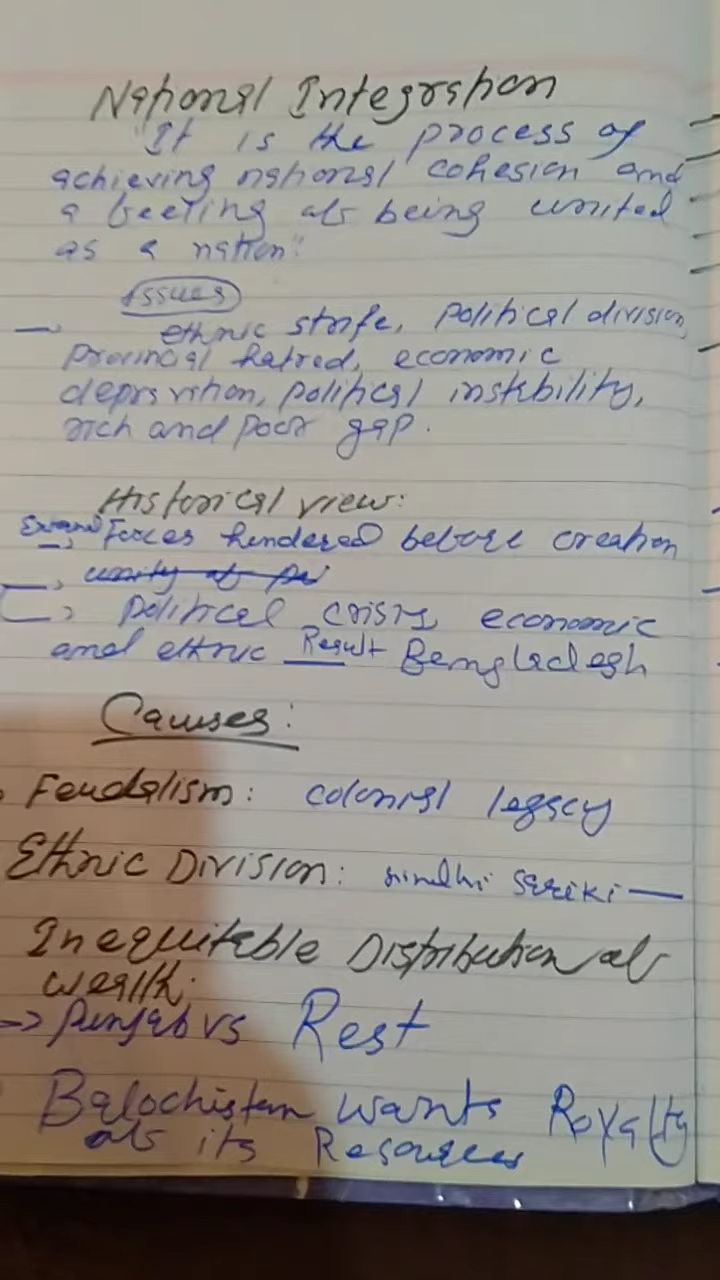 National Integration
"It is the process of
achieving national cohesion and
a feeling of being united
as a nation."
Issues
— ethnic strife, political division,
provincial hatred, economic
deprivation, political instability,
rich and poor gap.
Historical view:
Forces hindered before creation
→ political crisis, economic
and ethnic Result Bangladesh
Causes:
Feudalism: colonial legacy
Ethnic Division: sindhi sariki —
Inequitable Distribution of
wealth:
→ Punjab vs Rest
Balochistan wants Royalty
of its Resources